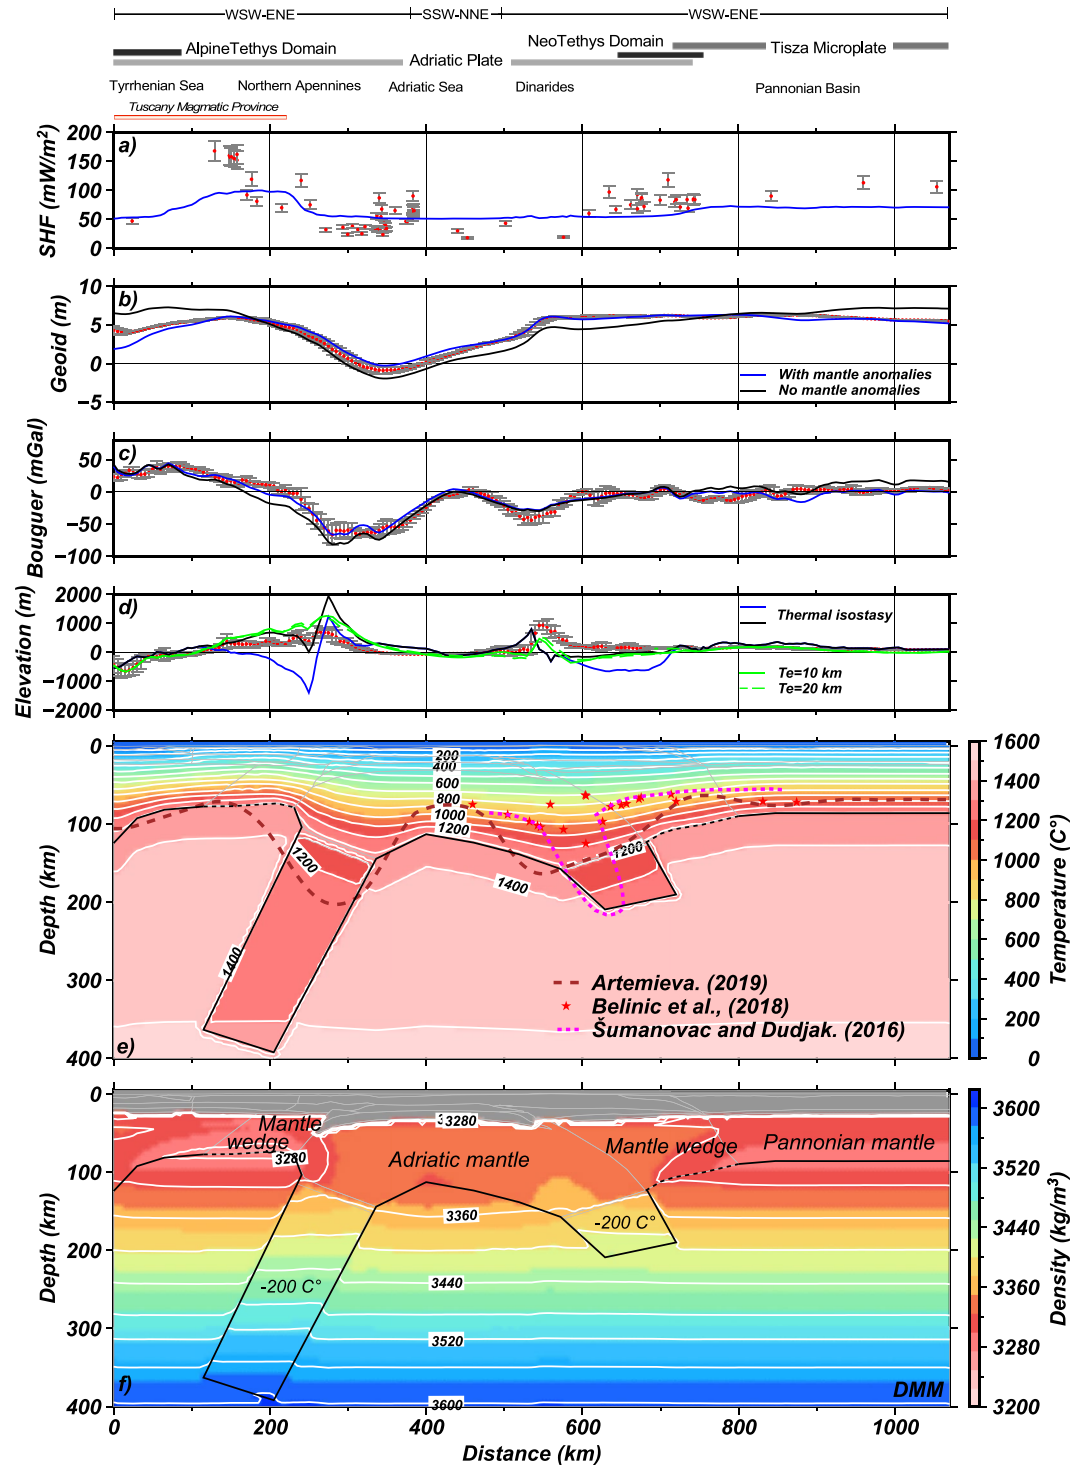 WSW-ENE SSW-NNE WSW-ENE
AlpineTethys Domain NeoTethys Domain Tisza Microplate
Adriatic Plate
Tyrrhenian Sea Northern Apennines Adriatic Sea Dinarides Pannonian Basin
Tuscany Magmatic Province
a)
SHF (mW/m²)
200
150
100
50
0
b)
Geoid (m)
10
5
0
−5
With mantle anomalies
No mantle anomalies
c)
Bouguer (mGal)
50
0
−50
−100
d)
Elevation (m)
2000
1000
0
−1000
−2000
Thermal isostasy
Te=10 km
Te=20 km
e)
Depth (km)
0
100
200
300
400
200
400
600
800
1000
1200
1200
1200
1400
1400
Artemieva. (2019)
Belinic et al., (2018)
Šumanovac and Dudjak. (2016)
1600
1400
1200
1000
800
600
400
200
0
Temperature (C°)
f)
Depth (km)
0
100
200
300
400
3280
Mantle wedge
3280
Adriatic mantle
Mantle wedge
Pannonian mantle
3360
-200 C°
-200 C°
3440
3520
3600
DMM
3600
3520
3440
3360
3280
3200
Density (kg/m³)
0 200 400 600 800 1000
Distance (km)